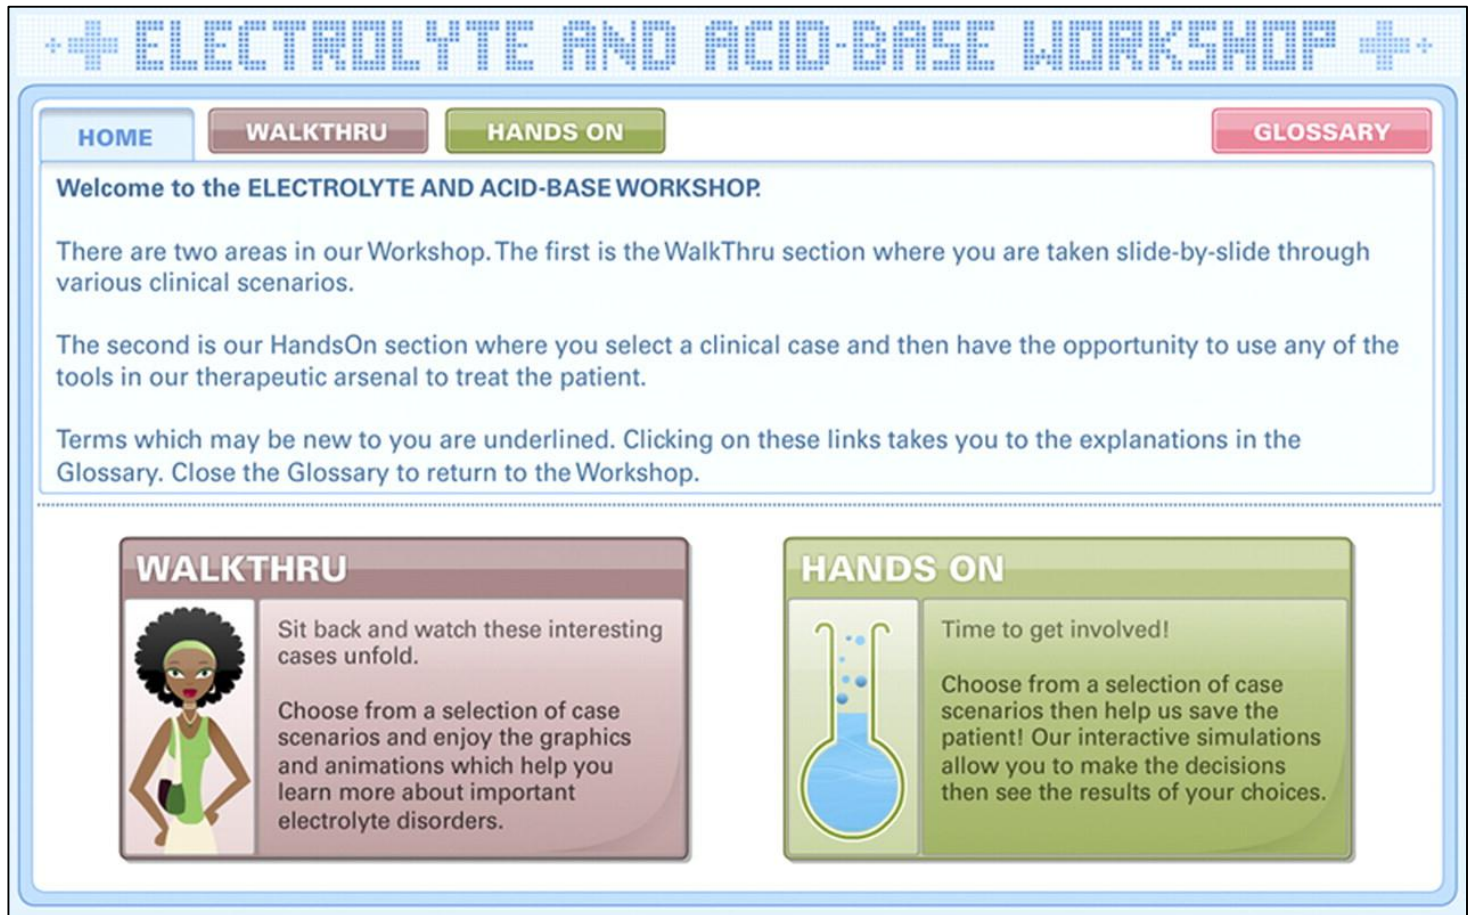 ELECTROLYTE AND ACID-BASE WORKSHOP
HOME
WALKTHRU
HANDS ON
GLOSSARY
Welcome to the ELECTROLYTE AND ACID-BASE WORKSHOP.
There are two areas in our Workshop. The first is the WalkThru section where you are taken slide-by-slide through
various clinical scenarios.
The second is our HandsOn section where you select a clinical case and then have the opportunity to use any of the
tools in our therapeutic arsenal to treat the patient.
Terms which may be new to you are underlined. Clicking on these links takes you to the explanations in the
Glossary. Close the Glossary to return to the Workshop.
WALKTHRU
Sit back and watch these interesting
cases unfold.
Choose from a selection of case
scenarios and enjoy the graphics
and animations which help you
learn more about important
electrolyte disorders.
HANDS ON
Time to get involved!
Choose from a selection of case
scenarios then help us save the
patient! Our interactive simulations
allow you to make the decisions
then see the results of your choices.